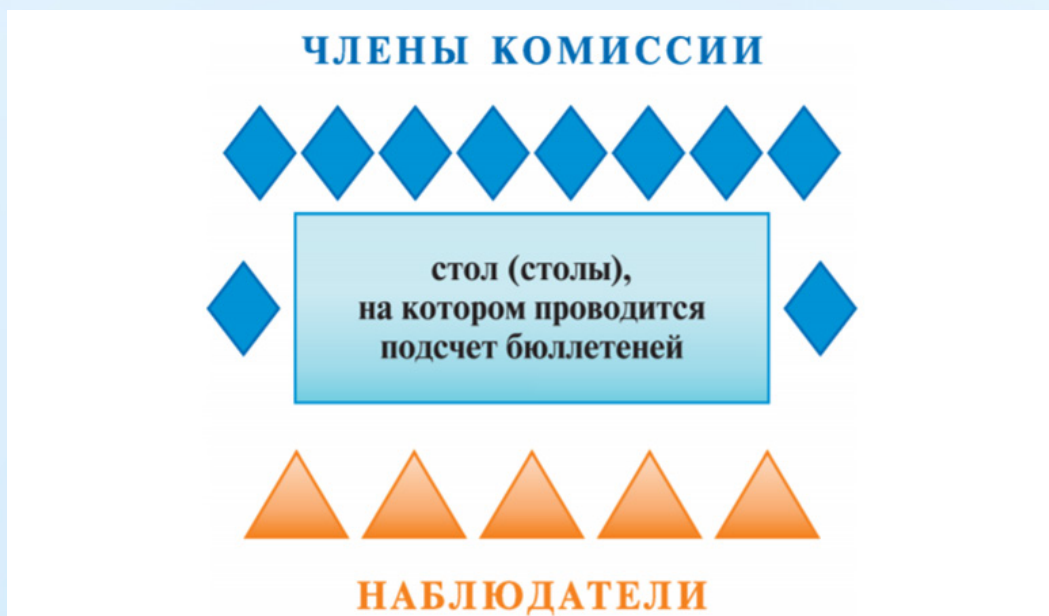 ЧЛЕНЫ КОМИССИИ
стол (столы),
на котором проводится
подсчет бюллетеней
НАБЛЮДАТЕЛИ